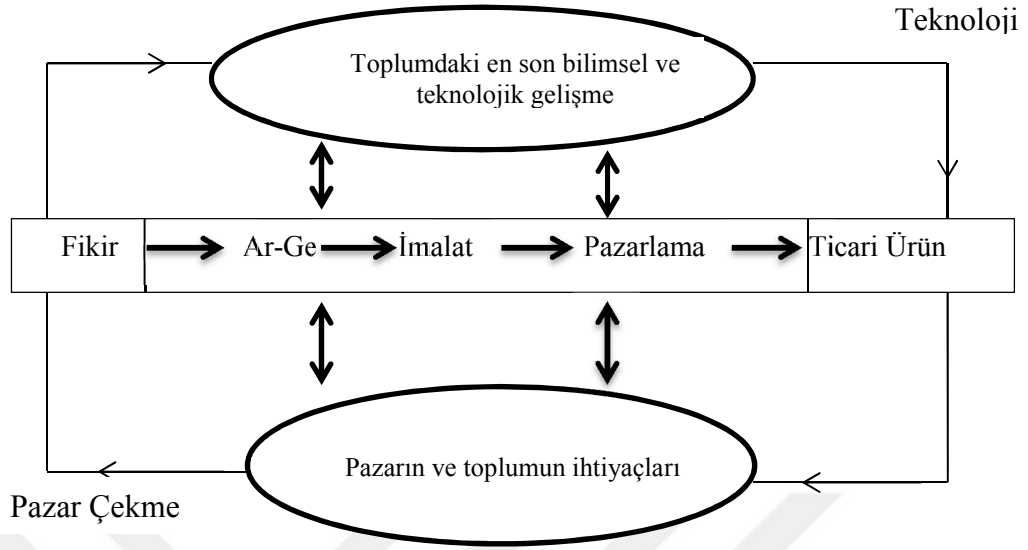 Teknoloji
Toplumdaki en son bilimsel ve
teknolojik gelişme
Fikir Ar-Ge İmalat Pazarlama Ticari Ürün
Pazarın ve toplumun ihtiyaçları
Pazar Çekme